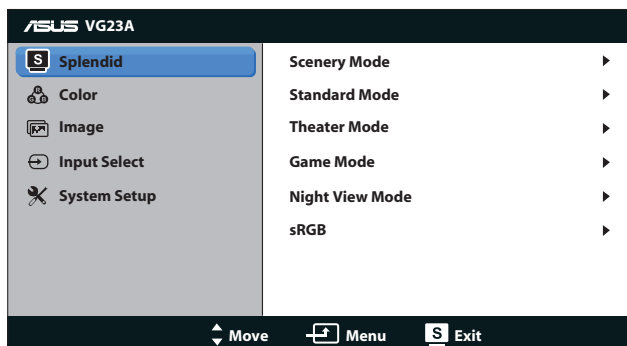 ASUS VG23A
S Splendid
R G B Color
Image
Input Select
System Setup
Scenery Mode
Standard Mode
Theater Mode
Game Mode
Night View Mode
sRGB
Move Menu S Exit